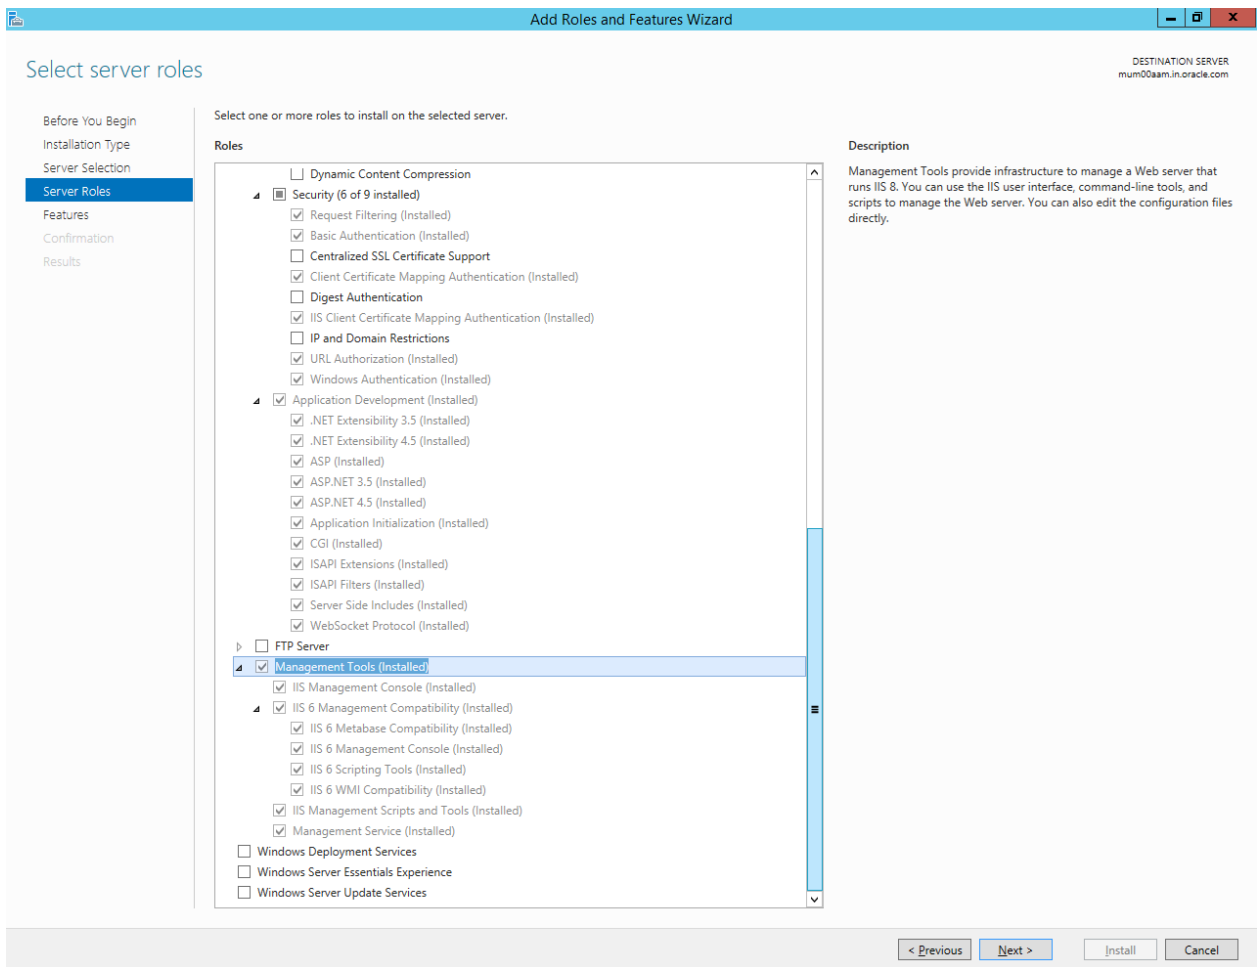 Add Roles and Features Wizard
Select server roles
DESTINATION SERVER
mum00aam.in.oracle.com
Before You Begin
Installation Type
Server Selection
Server Roles
Features
Confirmation
Results
Select one or more roles to install on the selected server.
Roles
Dynamic Content Compression
Security (6 of 9 installed)
Request Filtering (Installed)
Basic Authentication (Installed)
Centralized SSL Certificate Support
Client Certificate Mapping Authentication (Installed)
Digest Authentication
IIS Client Certificate Mapping Authentication (Installed)
IP and Domain Restrictions
URL Authorization (Installed)
Windows Authentication (Installed)
Application Development (Installed)
.NET Extensibility 3.5 (Installed)
.NET Extensibility 4.5 (Installed)
ASP (Installed)
ASP.NET 3.5 (Installed)
ASP.NET 4.5 (Installed)
Application Initialization (Installed)
CGI (Installed)
ISAPI Extensions (Installed)
ISAPI Filters (Installed)
Server Side Includes (Installed)
WebSocket Protocol (Installed)
FTP Server
Management Tools (Installed)
IIS Management Console (Installed)
IIS 6 Management Compatibility (Installed)
IIS 6 Metabase Compatibility (Installed)
IIS 6 Management Console (Installed)
IIS 6 Scripting Tools (Installed)
IIS 6 WMI Compatibility (Installed)
IIS Management Scripts and Tools (Installed)
Management Service (Installed)
Windows Deployment Services
Windows Server Essentials Experience
Windows Server Update Services
Description
Management Tools provide infrastructure to manage a Web server that
runs IIS 8. You can use the IIS user interface, command-line tools, and
scripts to manage the Web server. You can also edit the configuration files
directly.
< Previous
Next >
Install
Cancel